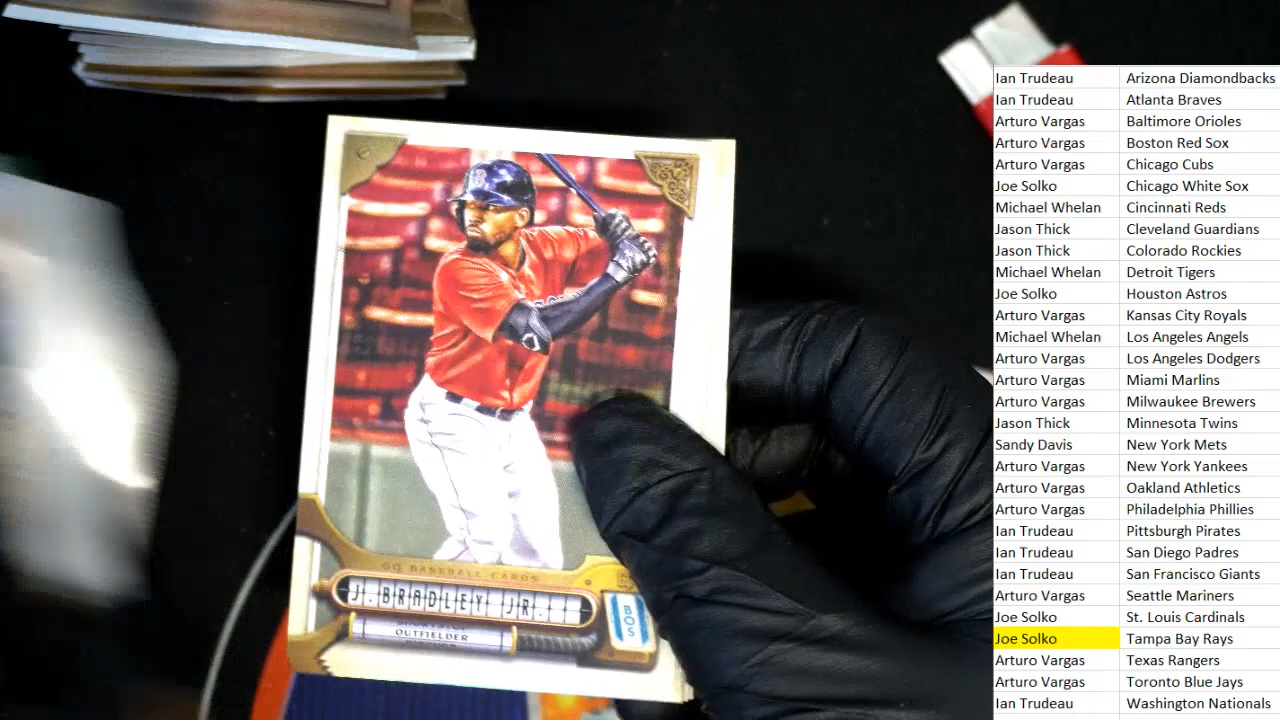 GQ BASEBALL CARDS
J. BRADLEY JR.
OUTFIELDER
BOS
Ian Trudeau Arizona Diamondbacks
Ian Trudeau Atlanta Braves
Arturo Vargas Baltimore Orioles
Arturo Vargas Boston Red Sox
Arturo Vargas Chicago Cubs
Joe Solko Chicago White Sox
Michael Whelan Cincinnati Reds
Jason Thick Cleveland Guardians
Jason Thick Colorado Rockies
Michael Whelan Detroit Tigers
Joe Solko Houston Astros
Arturo Vargas Kansas City Royals
Michael Whelan Los Angeles Angels
Arturo Vargas Los Angeles Dodgers
Arturo Vargas Miami Marlins
Arturo Vargas Milwaukee Brewers
Jason Thick Minnesota Twins
Sandy Davis New York Mets
Arturo Vargas New York Yankees
Arturo Vargas Oakland Athletics
Arturo Vargas Philadelphia Phillies
Ian Trudeau Pittsburgh Pirates
Ian Trudeau San Diego Padres
Ian Trudeau San Francisco Giants
Arturo Vargas Seattle Mariners
Joe Solko St. Louis Cardinals
Joe Solko Tampa Bay Rays
Arturo Vargas Texas Rangers
Arturo Vargas Toronto Blue Jays
Ian Trudeau Washington Nationals